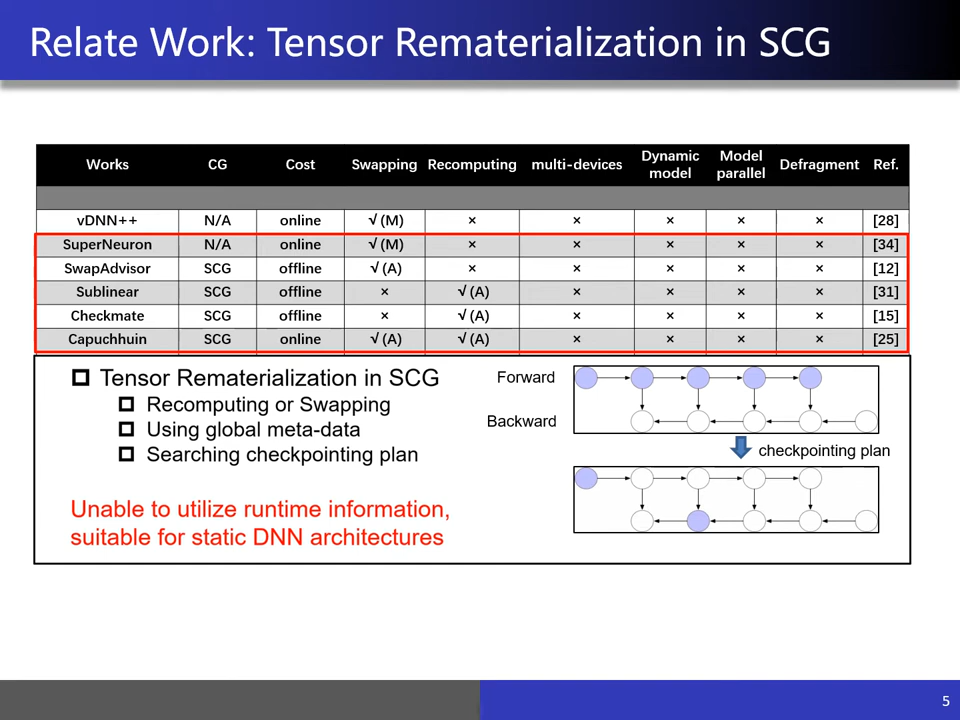 Relate Work: Tensor Rematerialization in SCG
Works CG Cost Swapping Recomputing multi-devices Dynamic model Model parallel Defragment Ref.
vDNN++ N/A online √ (M) × × × × × [28]
SuperNeuron N/A online √ (M) × × × × × [34]
SwapAdvisor SCG offline √ (A) × × × × × [12]
Sublinear SCG offline × √ (A) × × × × [31]
Checkmate SCG offline × √ (A) × × × × [15]
Capuchhuin SCG online √ (A) √ (A) × × × × [25]
Tensor Rematerialization in SCG
Recomputing or Swapping
Using global meta-data
Searching checkpointing plan
Unable to utilize runtime information,
suitable for static DNN architectures
Forward
Backward
checkpointing plan
5